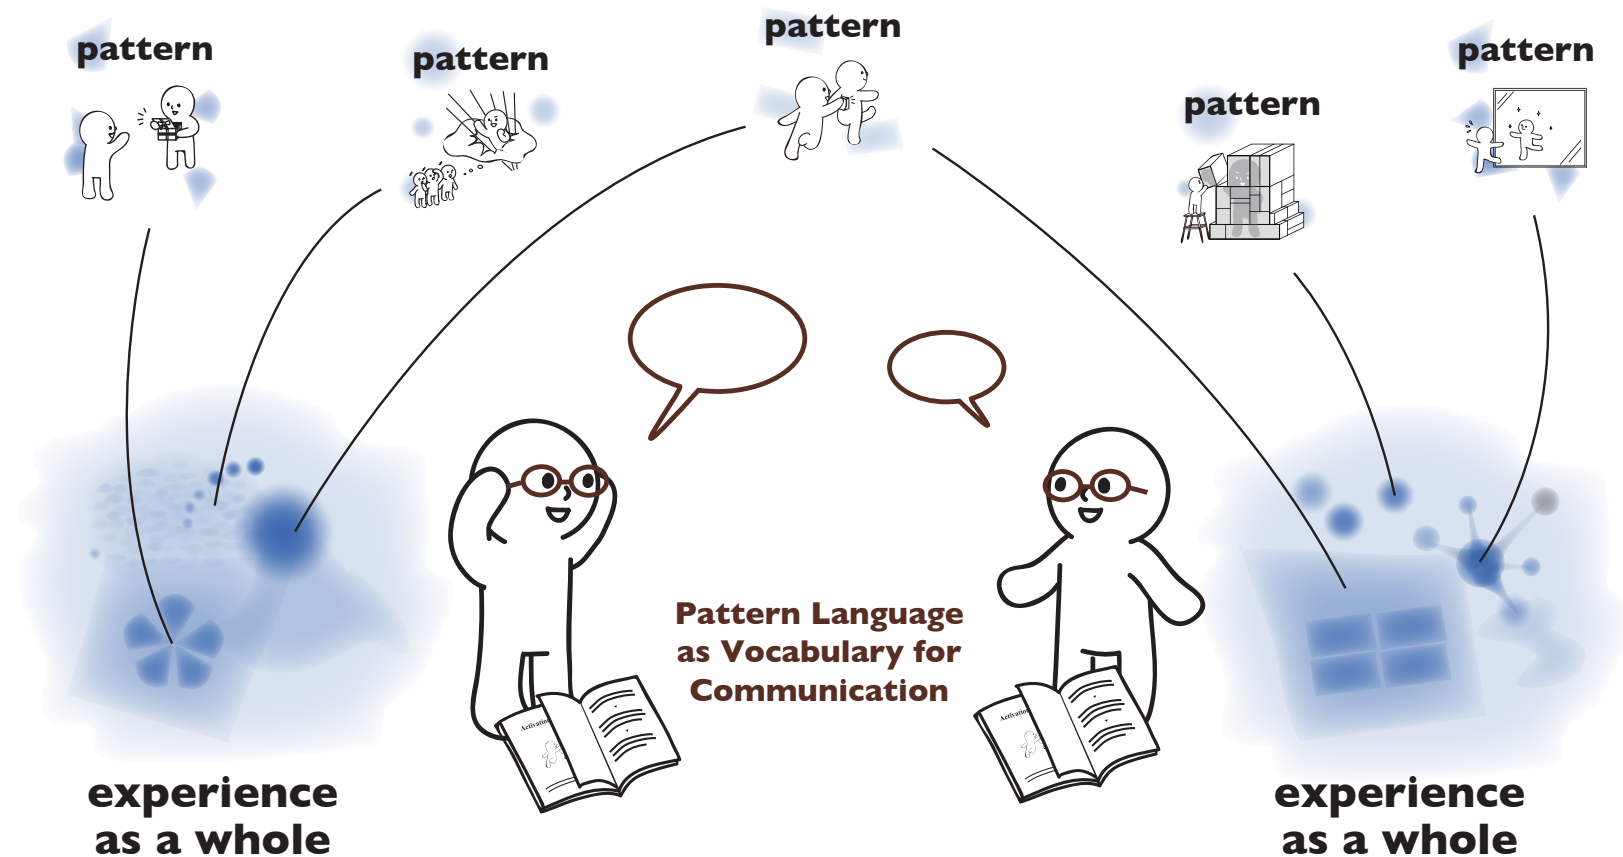 pattern
pattern
pattern
pattern
pattern
Pattern Language
as Vocabulary for
Communication
experience
as a whole
experience
as a whole